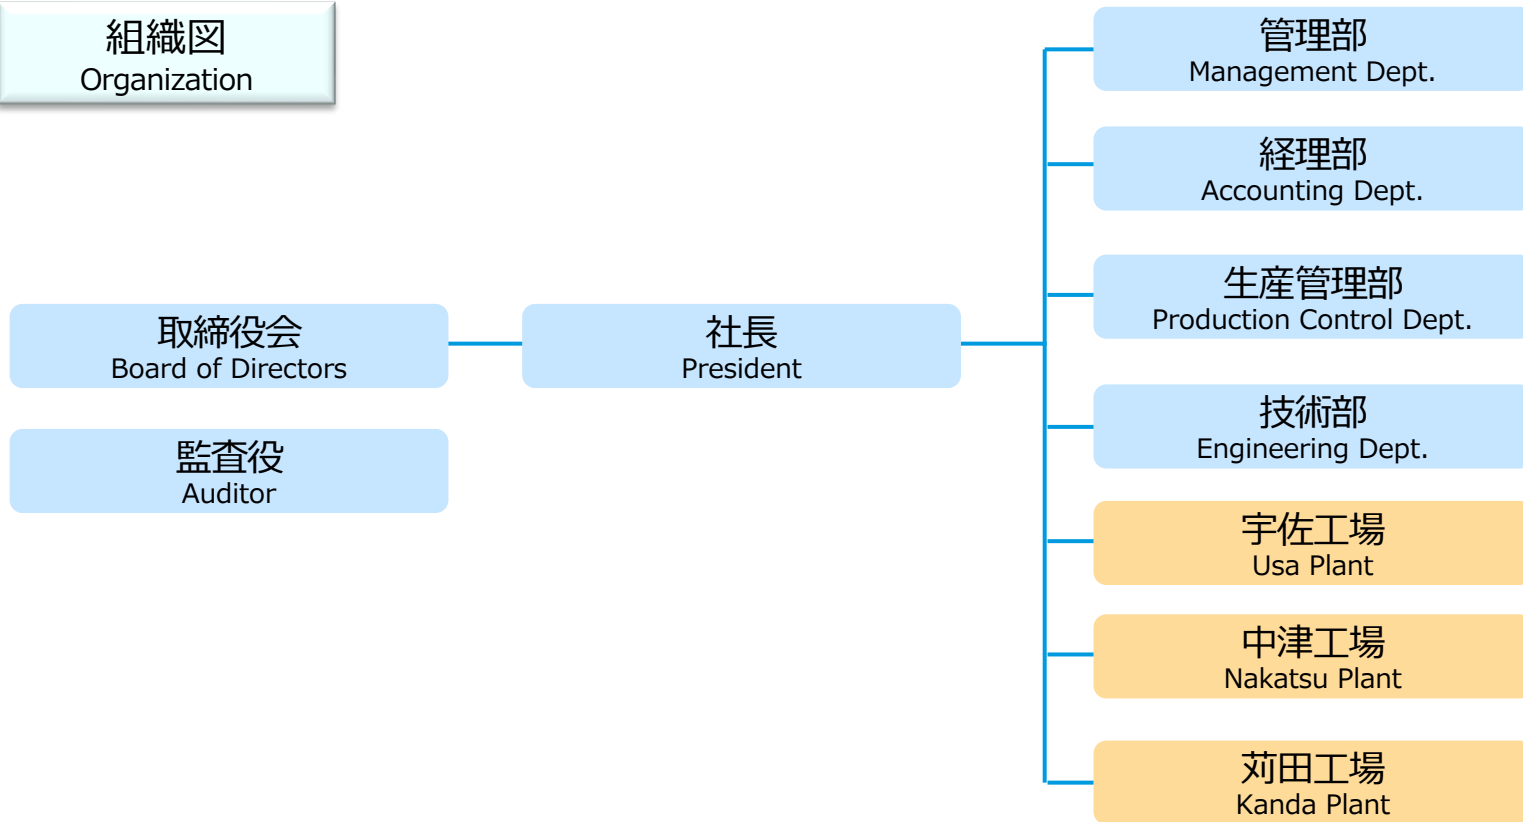 組織図
Organization
取締役会
Board of Directors
監査役
Auditor
社長
President
管理部
Management Dept.
経理部
Accounting Dept.
生産管理部
Production Control Dept.
技術部
Engineering Dept.
宇佐工場
Usa Plant
中津工場
Nakatsu Plant
苅田工場
Kanda Plant